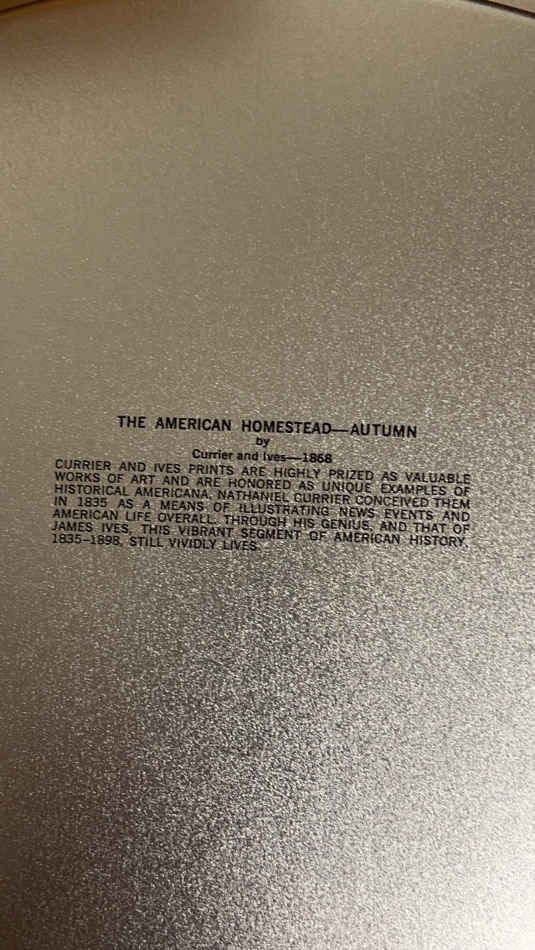 THE AMERICAN HOMESTEAD—AUTUMN
by
Currier and Ives—1868
CURRIER AND IVES PRINTS ARE HIGHLY PRIZED AS VALUABLE
WORKS OF ART AND ARE HONORED AS UNIQUE EXAMPLES OF
HISTORICAL AMERICANA. NATHANIEL CURRIER CONCEIVED THEM
IN 1835 AS A MEANS OF ILLUSTRATING NEWS EVENTS AND
AMERICAN LIFE OVERALL. THROUGH HIS GENIUS, AND THAT OF
JAMES IVES, THIS VIBRANT SEGMENT OF AMERICAN HISTORY,
1835-1898, STILL VIVIDLY LIVES.